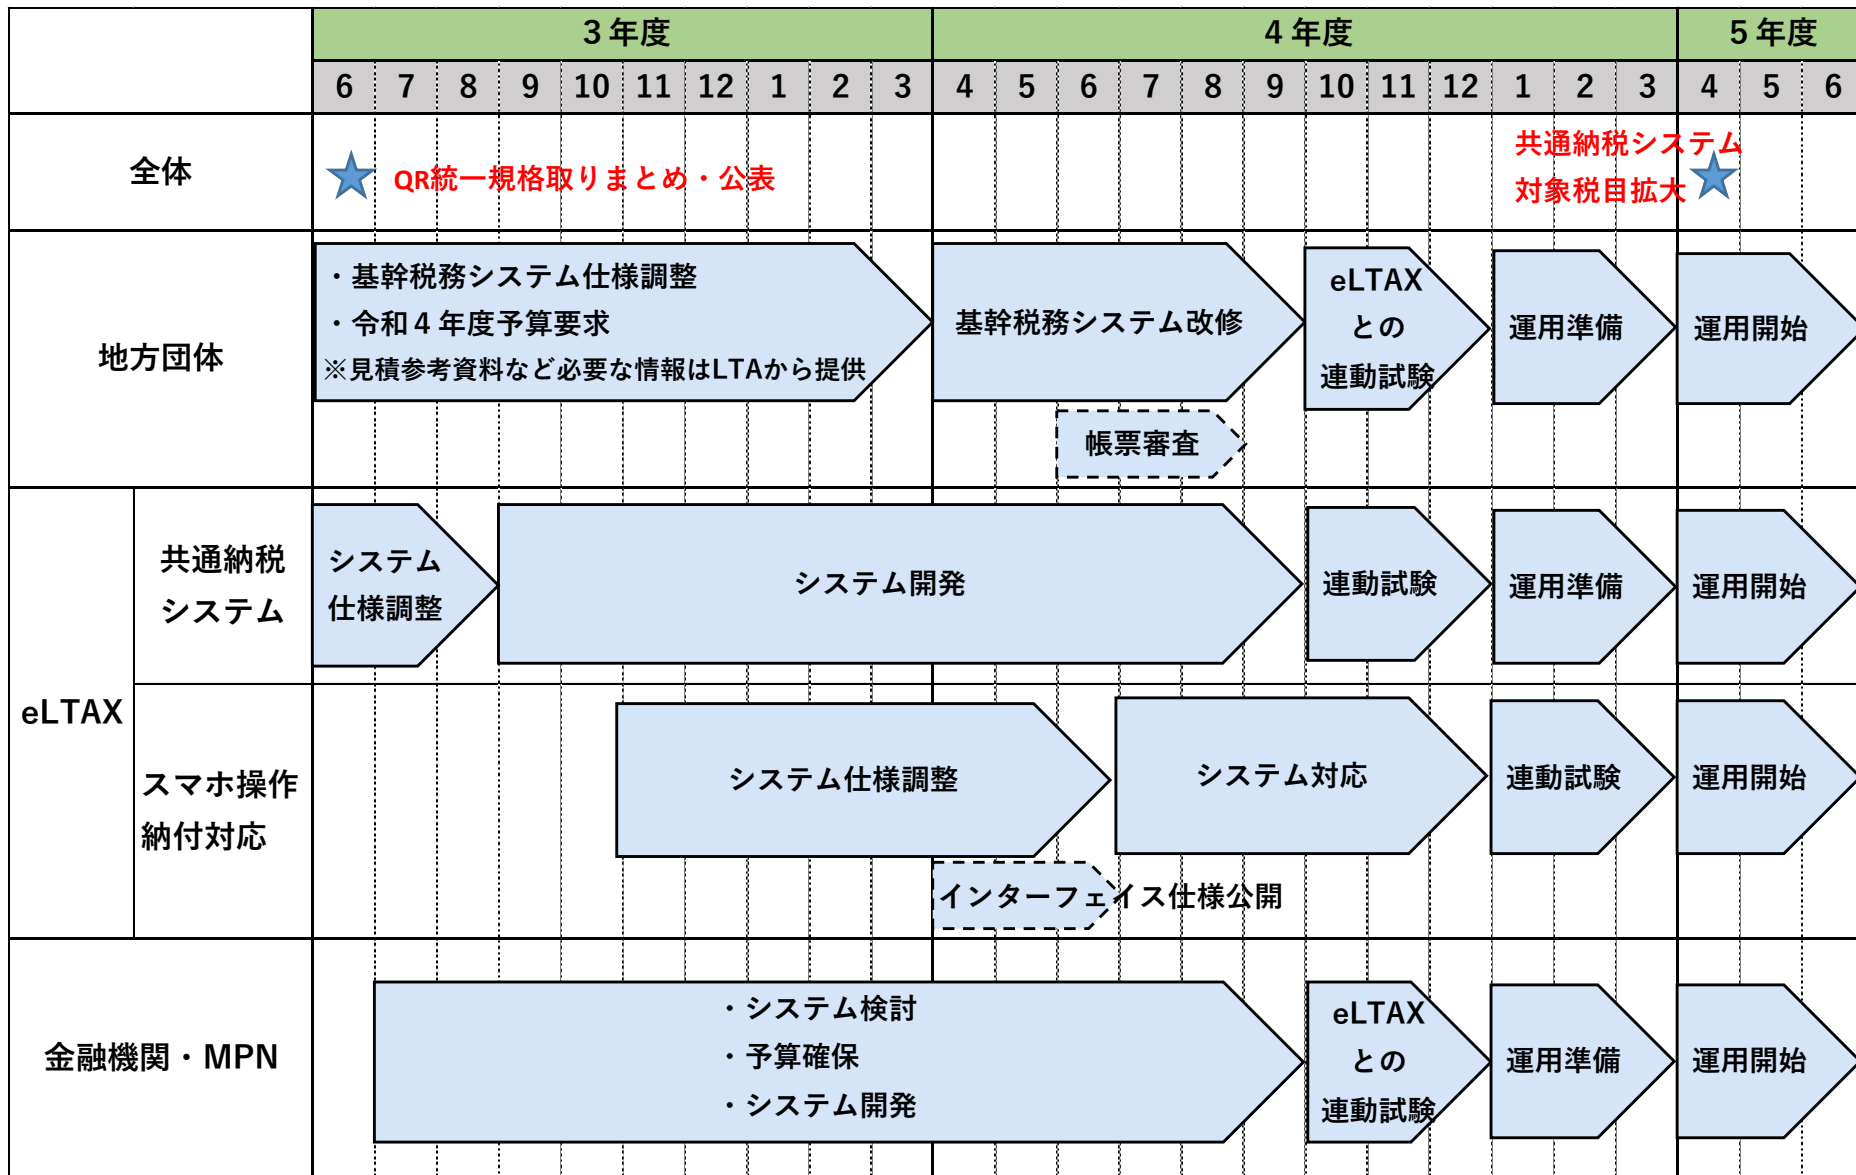 3年度 4年度 5年度
6 7 8 9 10 11 12 1 2 3 4 5 6 7 8 9 10 11 12 1 2 3 4 5 6
全体
QR統一規格取りまとめ・公表
共通納税システム
対象税目拡大
地方団体
・基幹税務システム仕様調整
・令和4年度予算要求
※見積参考資料など必要な情報はLTAから提供
基幹税務システム改修
eLTAX
との
連動試験
運用準備
運用開始
帳票審査
eLTAX
共通納税
システム
システム
仕様調整
システム開発
連動試験
運用準備
運用開始
スマホ操作
納付対応
システム仕様調整
システム対応
連動試験
運用開始
インターフェイス仕様公開
金融機関・MPN
・システム検討
・予算確保
・システム開発
eLTAX
との
連動試験
運用準備
運用開始